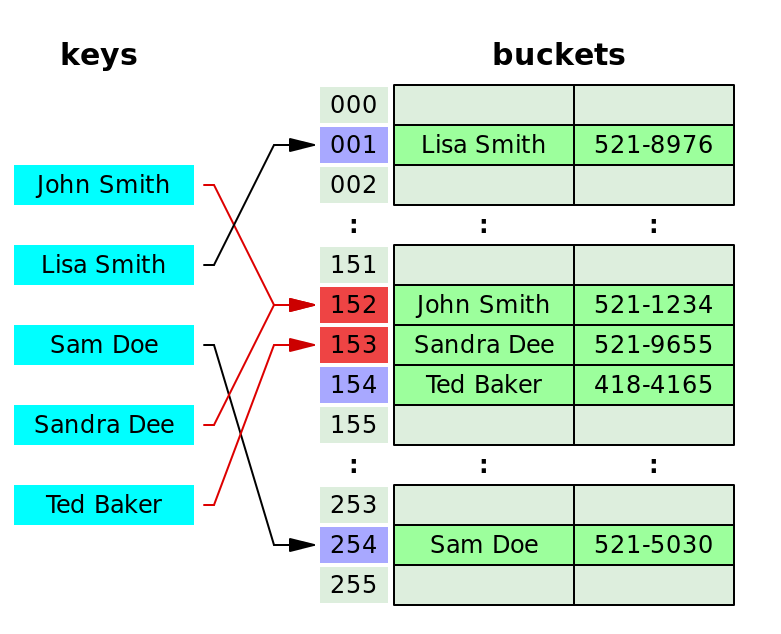 keys
buckets
John Smith
Lisa Smith
Sam Doe
Sandra Dee
Ted Baker
000
001 Lisa Smith 521-8976
002
: : :
151
152 John Smith 521-1234
153 Sandra Dee 521-9655
154 Ted Baker 418-4165
155
: : :
253
254 Sam Doe 521-5030
255